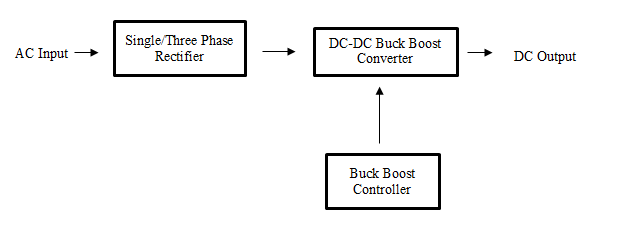 AC Input
Single/Three Phase
Rectifier
DC-DC Buck Boost
Converter
DC Output
Buck Boost
Controller